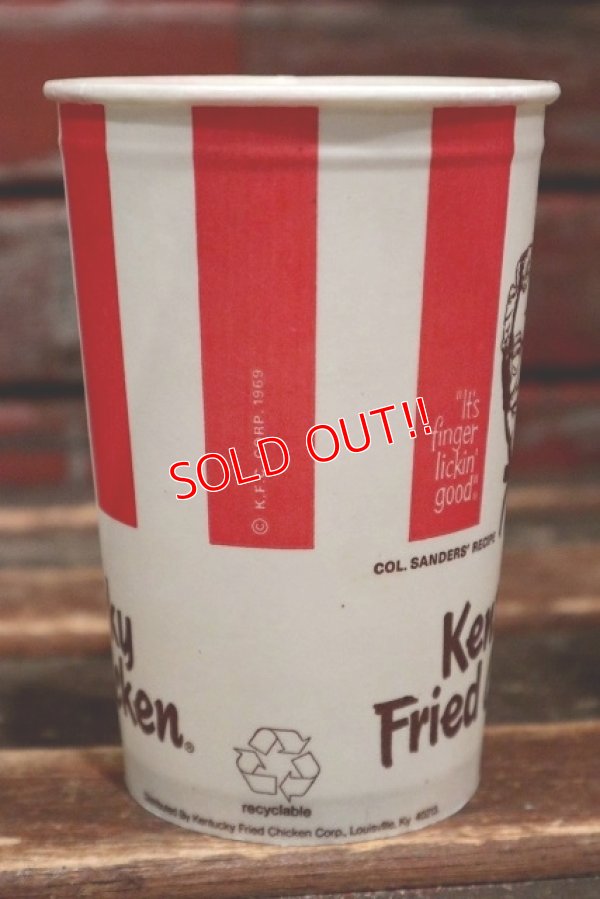 © K.F.C. CORP. 1969
SOLD OUT!!
"It's
finger
lickin'
good".
COL. SANDERS' RECIPE
ky
cken®
Ken
Fried
recyclable
Distributed By Kentucky Fried Chicken Corp., Louisville, Ky 40213